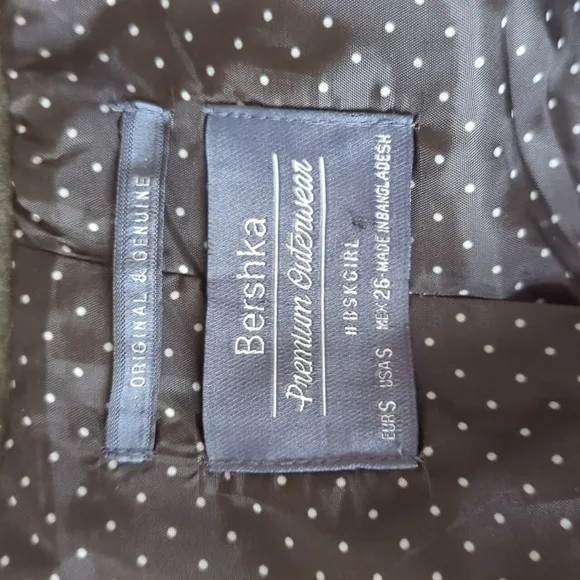 ORIGINAL & GENUINE
Bershka
Premium Outerwear
#BSKGIRL
EUR S USA S MEX 26 MADE IN BANGLADESH